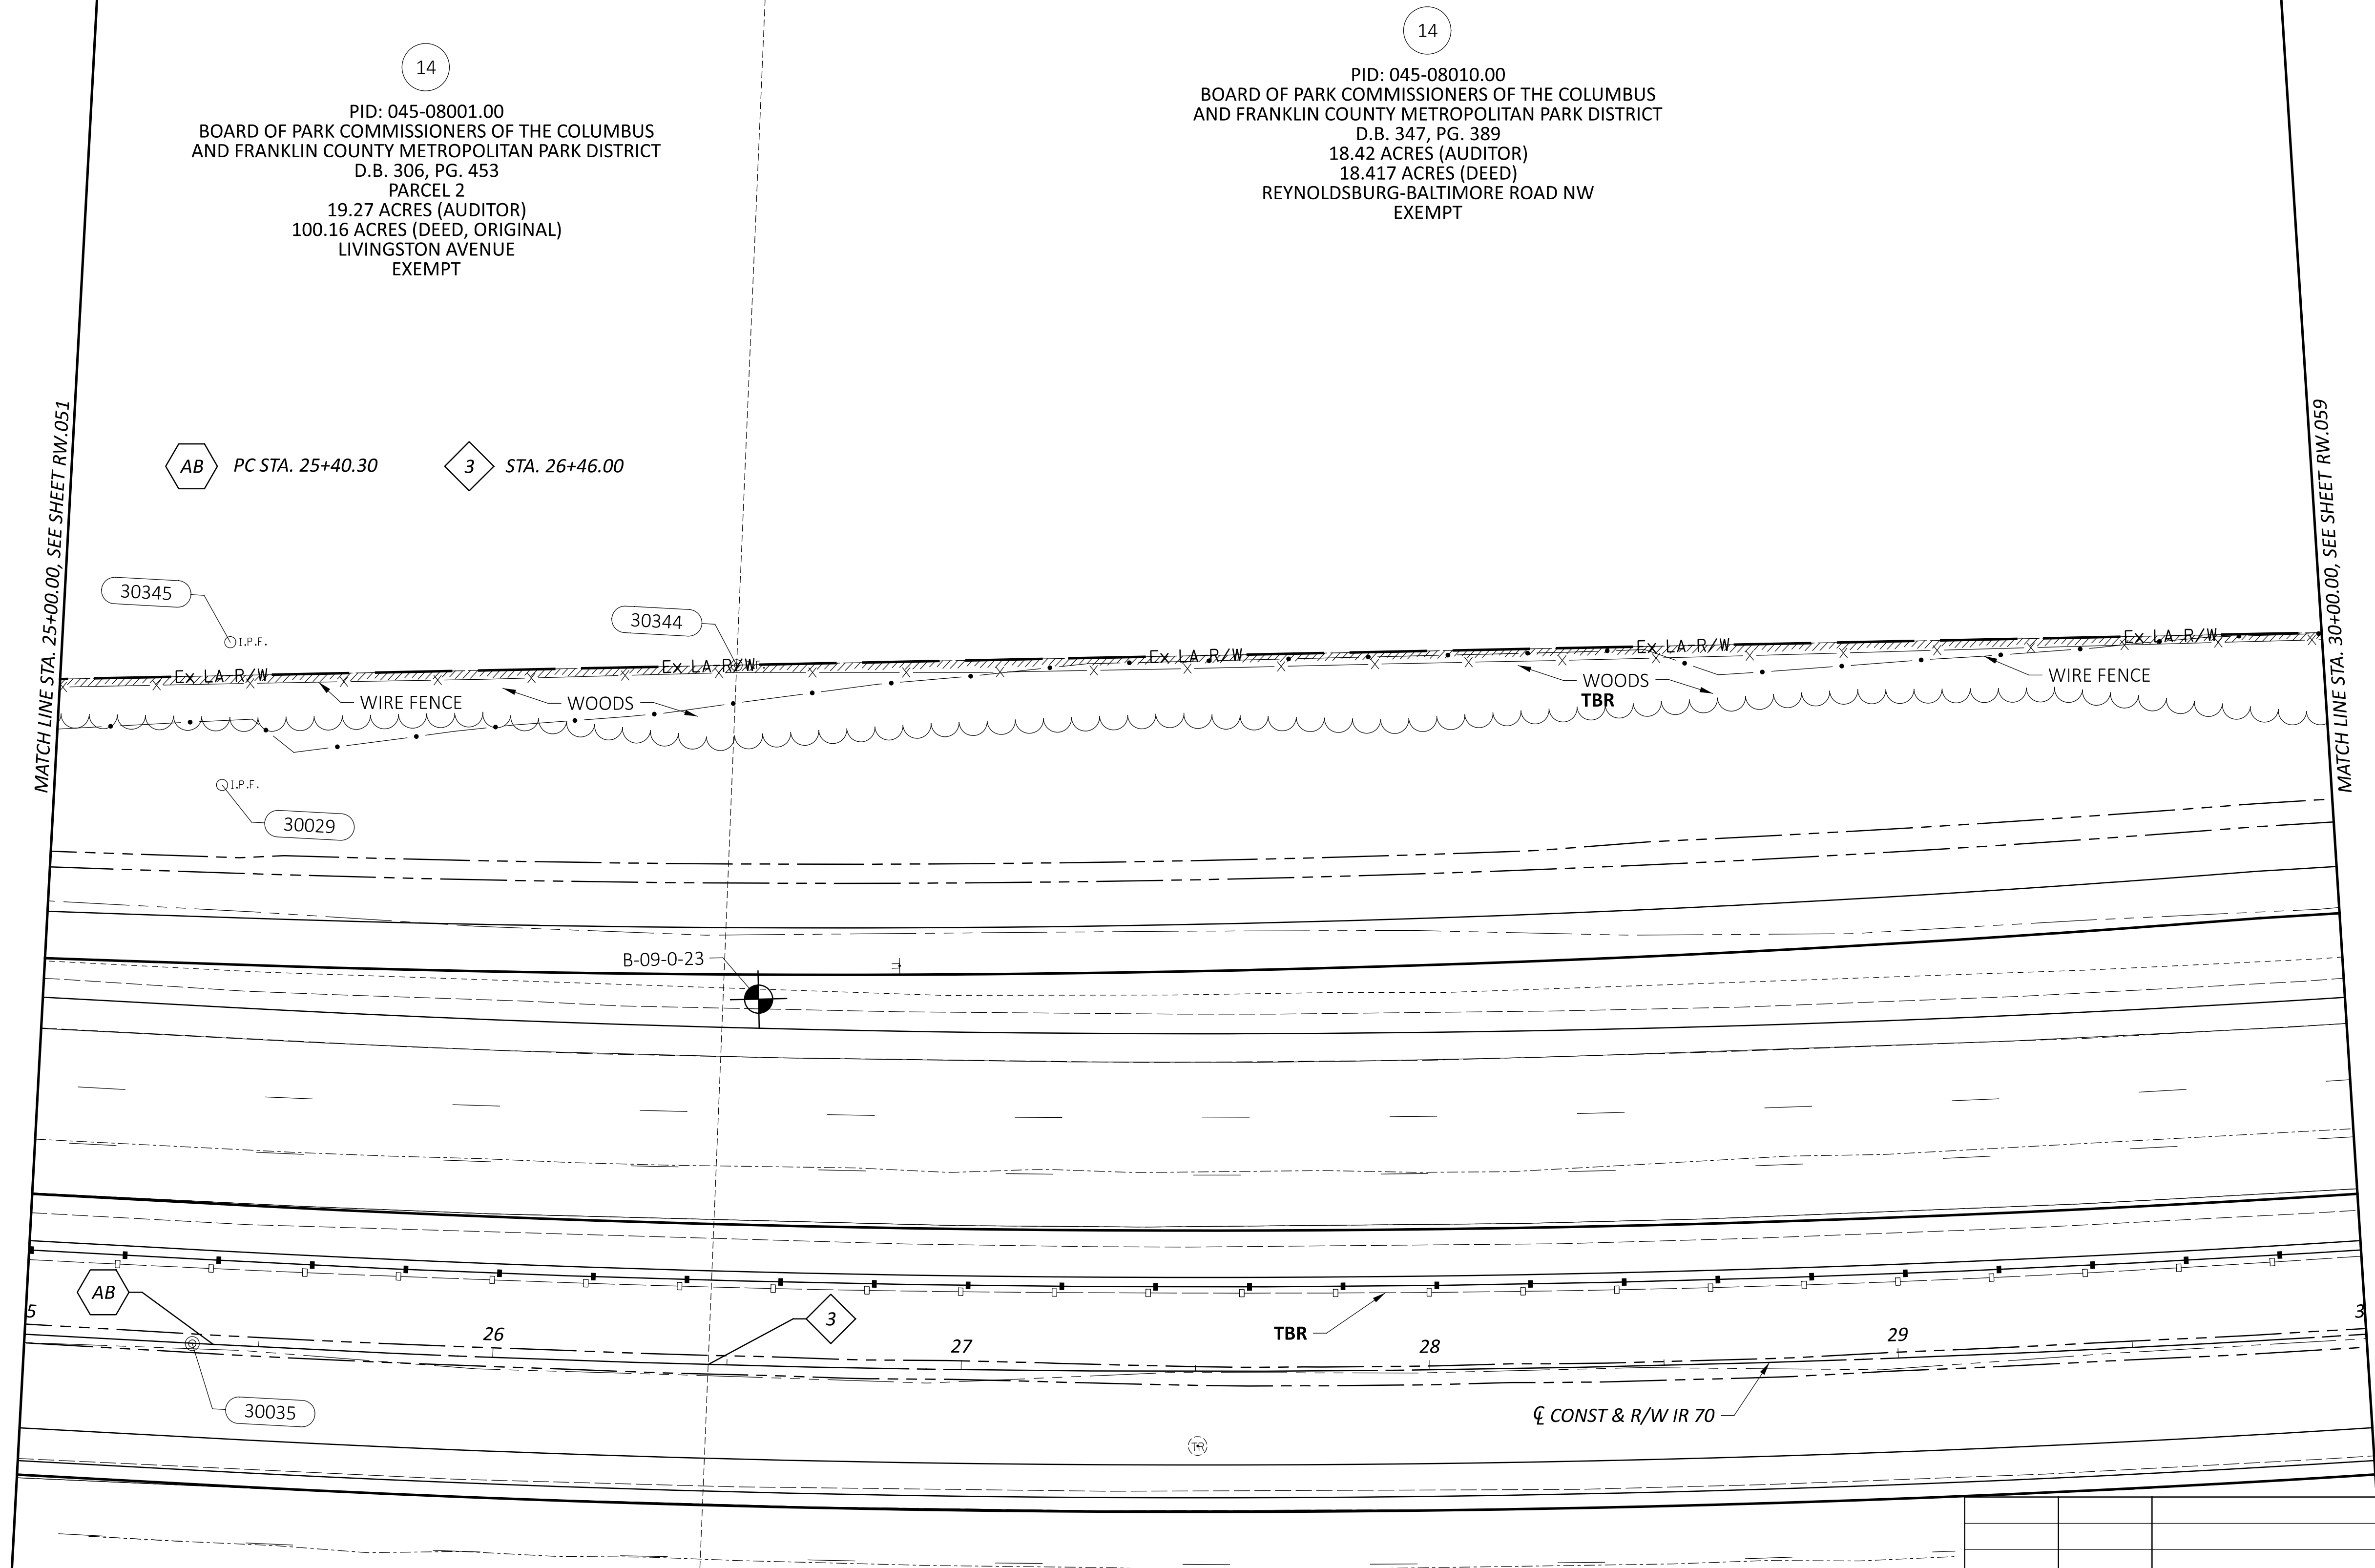 14
PID: 045-08001.00
BOARD OF PARK COMMISSIONERS OF THE COLUMBUS
AND FRANKLIN COUNTY METROPOLITAN PARK DISTRICT
D.B. 306, PG. 453
PARCEL 2
19.27 ACRES (AUDITOR)
100.16 ACRES (DEED, ORIGINAL)
LIVINGSTON AVENUE
EXEMPT
14
PID: 045-08010.00
BOARD OF PARK COMMISSIONERS OF THE COLUMBUS
AND FRANKLIN COUNTY METROPOLITAN PARK DISTRICT
D.B. 347, PG. 389
18.42 ACRES (AUDITOR)
18.417 ACRES (DEED)
REYNOLDSBURG-BALTIMORE ROAD NW
EXEMPT
MATCH LINE STA. 25+00.00, SEE SHEET RW.051
MATCH LINE STA. 30+00.00, SEE SHEET RW.059
AB PC STA. 25+40.30
3 STA. 26+46.00
30345
I.P.F.
30344
Ex LA-R/W
Ex LA-R/W
Ex LA-R/W
Ex LA-R/W
Ex LA-R/W
WIRE FENCE
WOODS
WOODS
TBR
WIRE FENCE
I.P.F.
30029
B-09-0-23
AB
3
5
26
27
28
29
3
TBR
30035
℄ CONST & R/W IR 70
TR